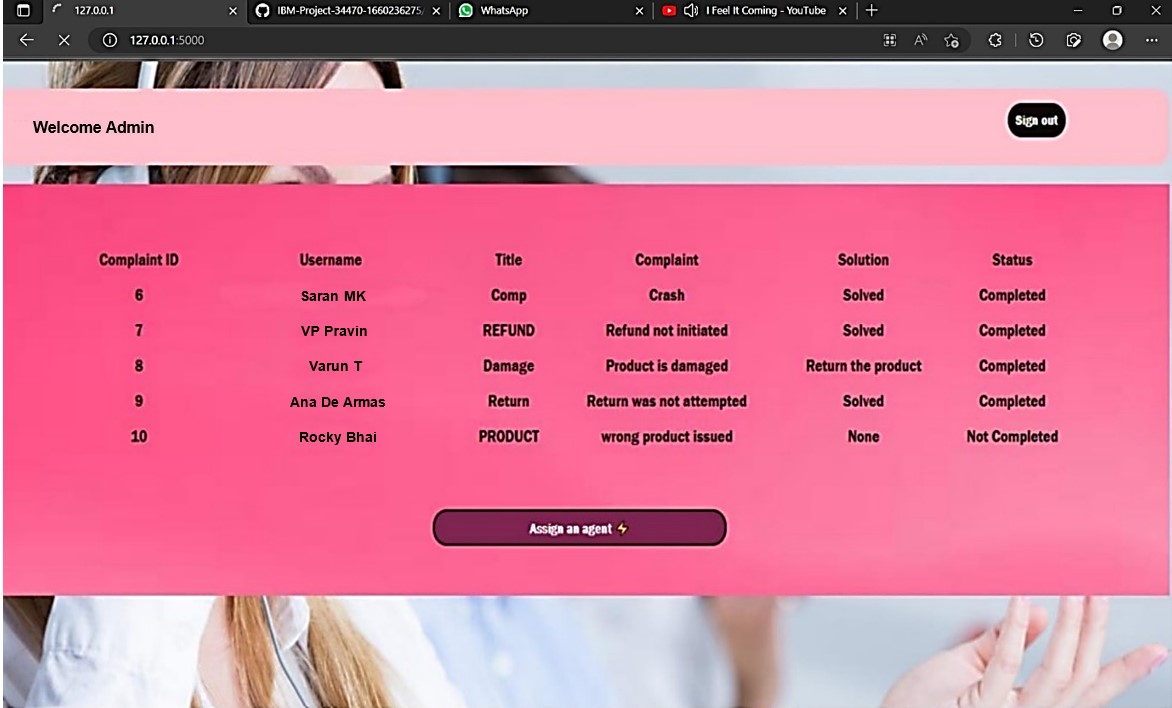 127.0.0.1
IBM-Project-34470-1660236275/
WhatsApp
I Feel It Coming - YouTube
127.0.0.1:5000
Welcome Admin
Sign out
Complaint ID Username Title Complaint Solution Status
6 Saran MK Comp Crash Solved Completed
7 VP Pravin REFUND Refund not initiated Solved Completed
8 Varun T Damage Product is damaged Return the product Completed
9 Ana De Armas Return Return was not attempted Solved Completed
10 Rocky Bhai PRODUCT wrong product issued None Not Completed
Assign an agent ⚡